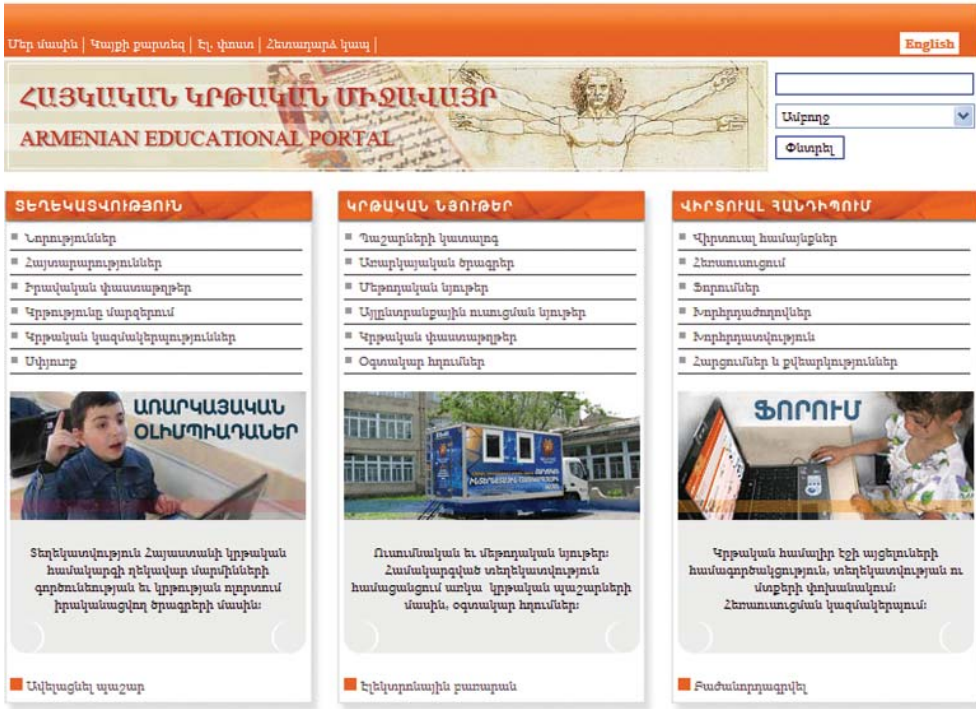 Մեր մասին | Կայքի քարտեզ | Էլ. փոստ | Հետադարձ կապ |
English
ՀԱՅԿԱԿԱՆ ԿՐԹԱԿԱՆ ՄԻՋԱՎԱՅՐ
ARMENIAN EDUCATIONAL PORTAL
Ամբողջ
Փնտրել
ՏԵՂԵԿԱՏՎՈՒԹՅՈՒՆ
Նորություններ
Հայտարարություններ
Իրավական փաստաթղթեր
Կրթությունը մարզերում
Կրթական կազմակերպություններ
Սփյուռք
ԱՌԱՐԿԱՅԱԿԱՆ
ՕԼԻՄՊԻԱԴԱՆԵՐ
Տեղեկատվություն Հայաստանի կրթական
համակարգի ղեկավար մարմինների
գործունեության եւ կրթության ոլորտում
իրականացվող ծրագրերի մասին:
Ավելացնել պաշար
ԿՐԹԱԿԱՆ ՆՅՈՒԹԵՐ
Պաշարների կատալոգ
Առարկայական ծրագրեր
Մեթոդական նյութեր
Այլընտրանքային ուսուցման նյութեր
Կրթական փաստաթղթեր
Օգտակար հղումներ
Ուսումնական եւ մեթոդական նյութեր:
Համակարգված տեղեկատվություն
համացանցում առկա կրթական պաշարների
մասին, օգտակար հղումներ:
Էլեկտրոնային բառարան
ՎԻՐՏՈՒԱԼ ՀԱՆԴԻՊՈՒՄ
Վիրտուալ համայնքներ
Հեռաուսուցում
Ֆորումներ
Խորհրդաժողովներ
Խորհրդատվություն
Հարցումներ և քվեարկություններ
ՖՈՐՈՒՄ
Կրթական համալիր էջի այցելուների
համագործակցություն, տեղեկատվության ու
մտքերի փոխանակում:
Հեռաուսուցման կազմակերպում:
Բաժանորդագրվել